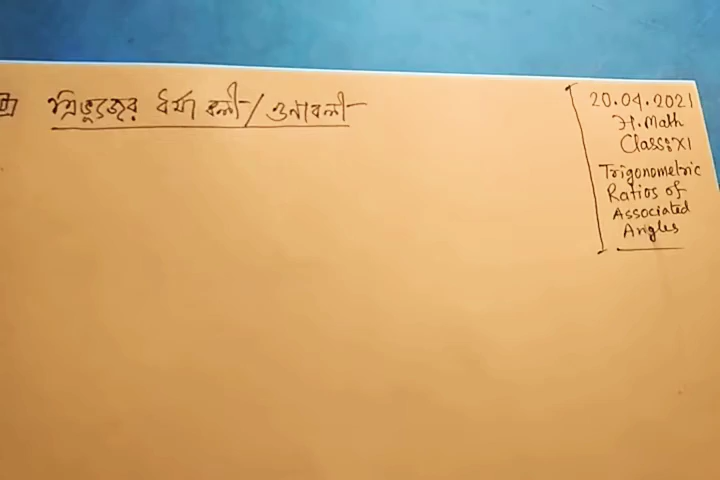 ত্রিভুজের ধর্মাবলী / গুনাবলী
20.04.2021
H.Math
Class:XI
Trigonometric
Ratios of
Associated
Angles